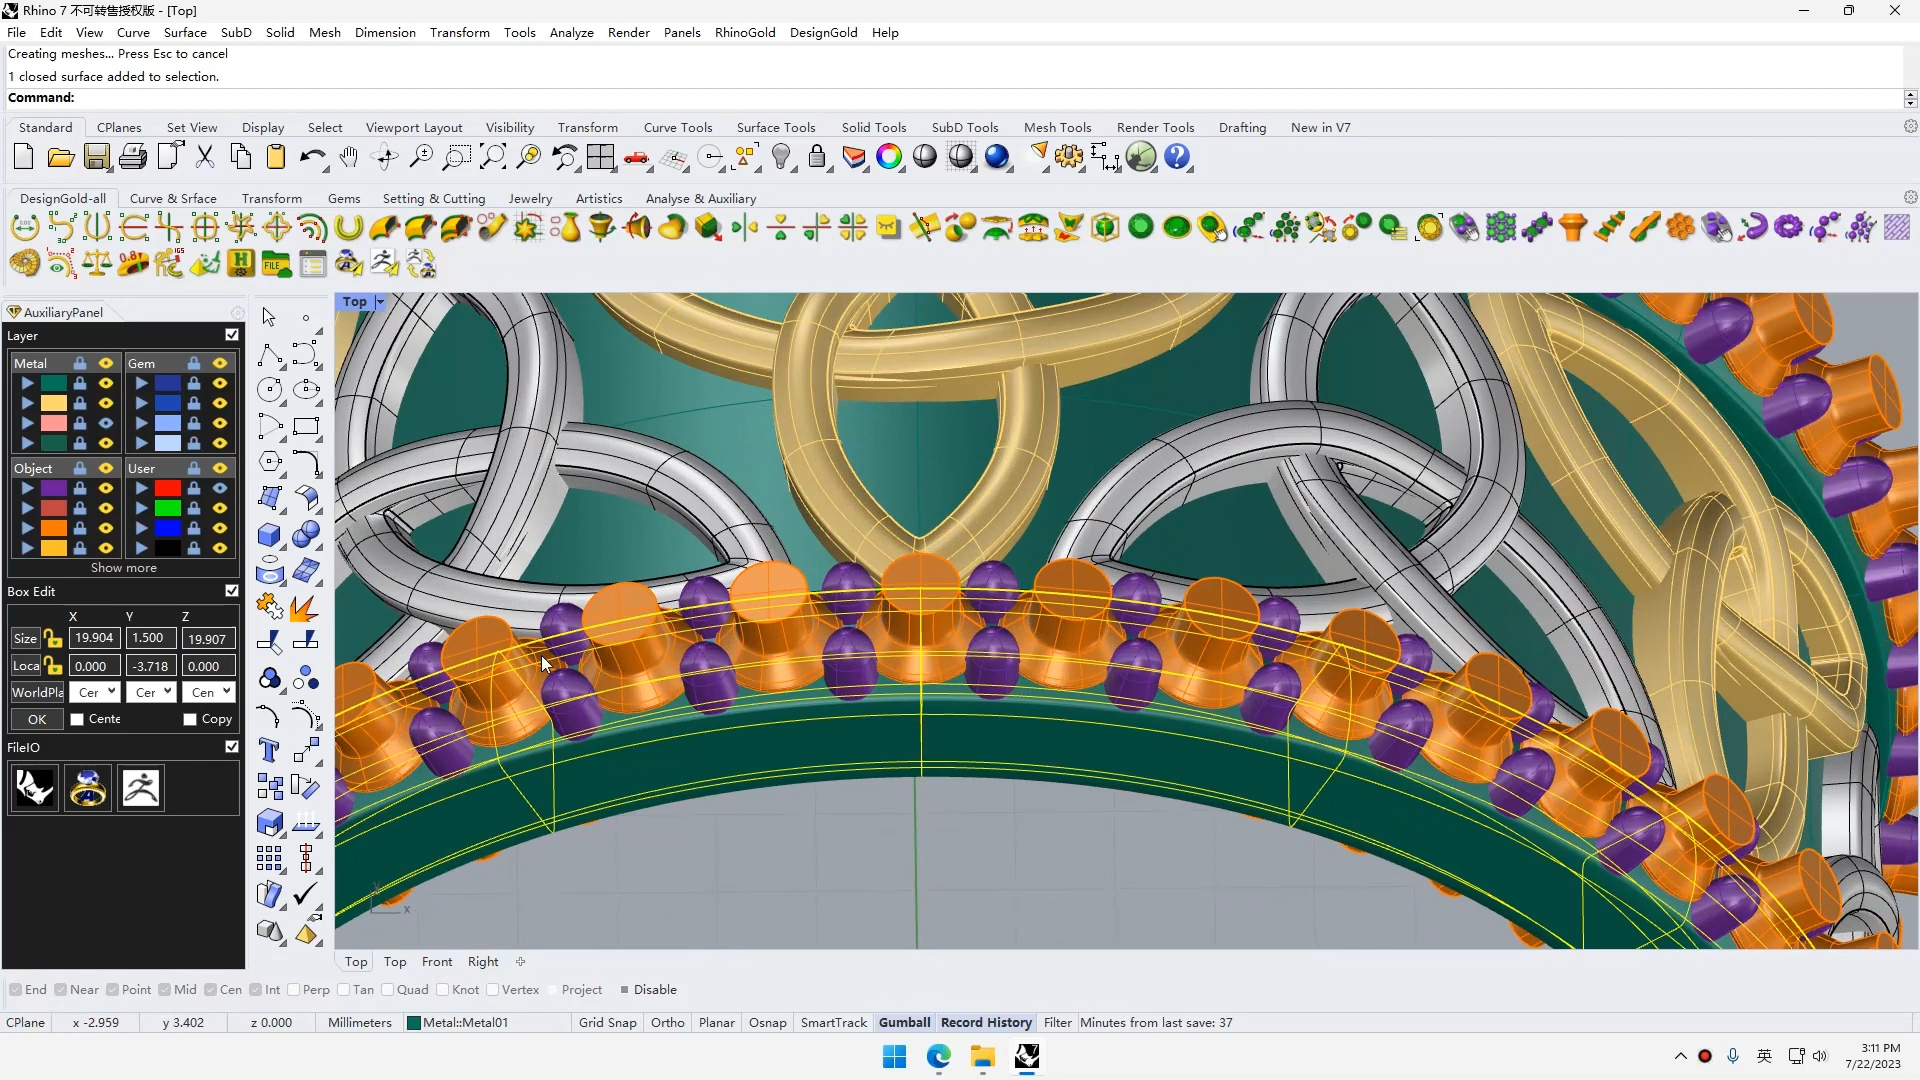 Rhino 7 不可转售授权版 - [Top]
File Edit View Curve Surface SubD Solid Mesh Dimension Transform Tools Analyze Render Panels RhinoGold DesignGold Help
Creating meshes... Press Esc to cancel
1 closed surface added to selection.
Command:
Standard CPlanes Set View Display Select Viewport Layout Visibility Transform Curve Tools Surface Tools Solid Tools SubD Tools Mesh Tools Render Tools Drafting New in V7
DesignGold-all Curve & Srface Transform Gems Setting & Cutting Jewelry Artistics Analyse & Auxiliary
AuxiliaryPanel
Top
Layer
Metal Gem
Object User
Show more
Box Edit
X Y Z
Size 19.904 1.500 19.907
Loca 0.000 -3.718 0.000
WorldPla Cer Cer Cen
OK Cente Copy
FileIO
x
Top Top Front Right
End Near Point Mid Cen Int Perp Tan Quad Knot Vertex Project Disable
CPlane x -2.959 y 3.402 z 0.000 Millimeters Metal::Metal01 Grid Snap Ortho Planar Osnap SmartTrack Gumball Record History Filter Minutes from last save: 37
英
3:11 PM
7/22/2023